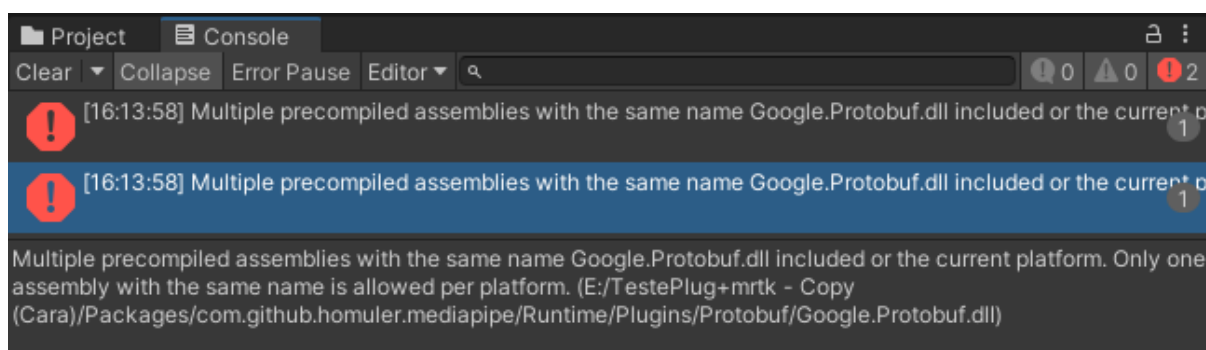 Project Console
Clear Collapse Error Pause Editor 0 0 2
[16:13:58] Multiple precompiled assemblies with the same name Google.Protobuf.dll included or the current p
1
[16:13:58] Multiple precompiled assemblies with the same name Google.Protobuf.dll included or the current p
1
Multiple precompiled assemblies with the same name Google.Protobuf.dll included or the current platform. Only one
assembly with the same name is allowed per platform. (E:/TestePlug+mrtk - Copy
(Cara)/Packages/com.github.homuler.mediapipe/Runtime/Plugins/Protobuf/Google.Protobuf.dll)